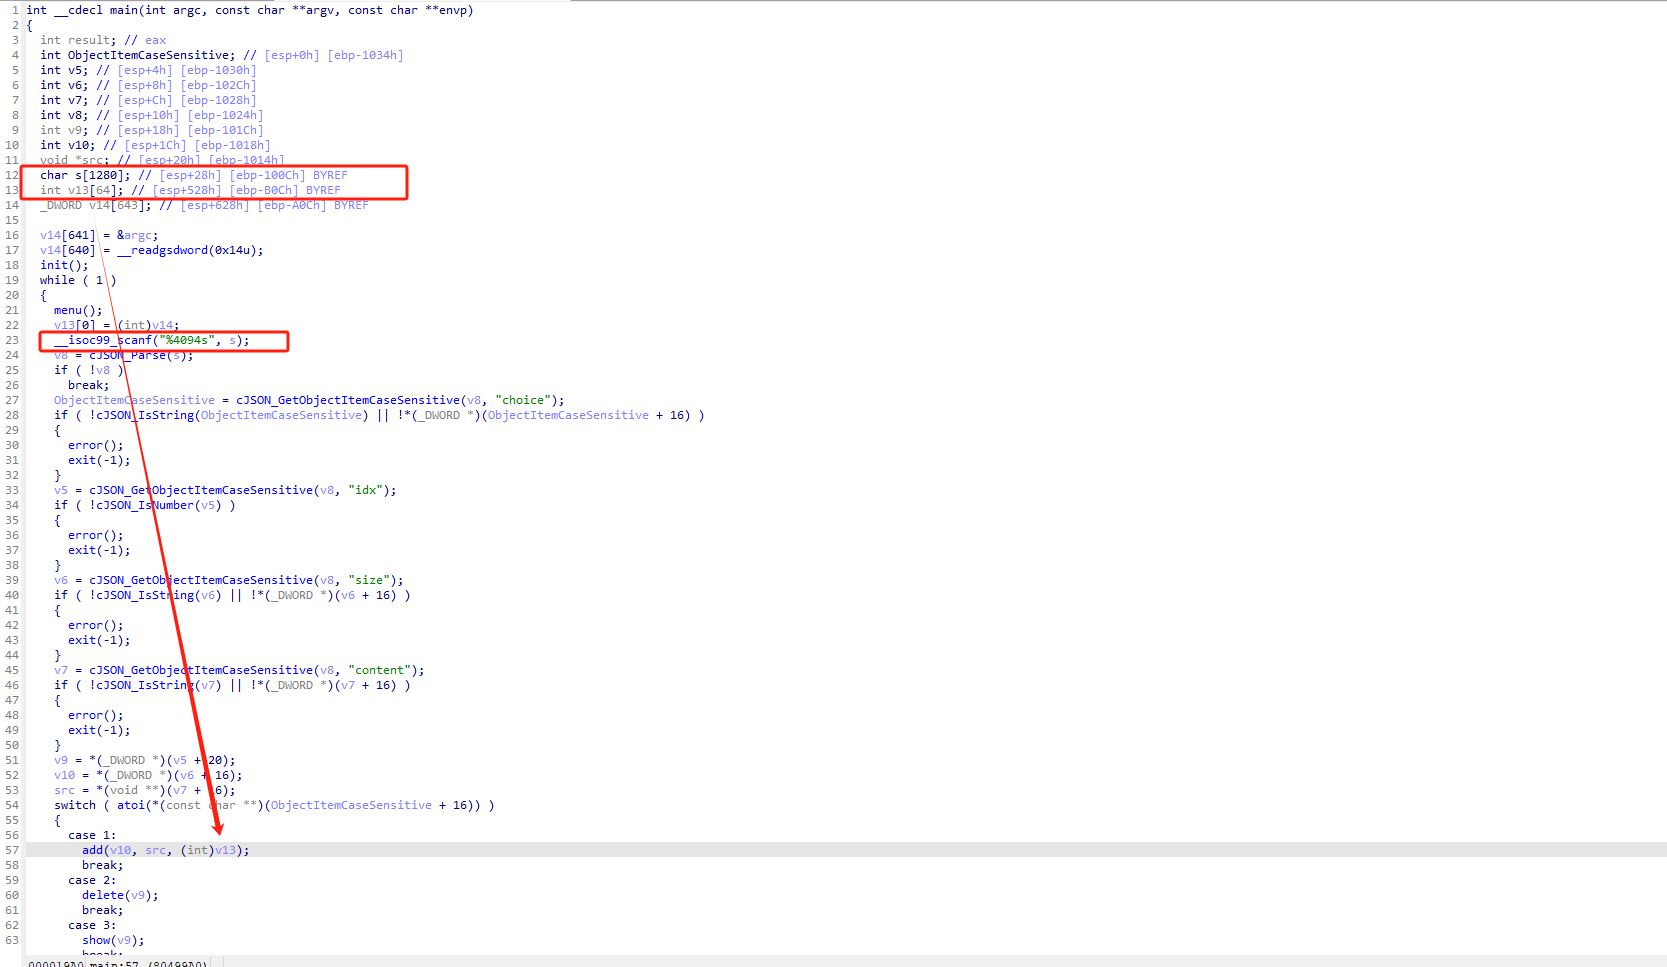 1 int __cdecl main(int argc, const char **argv, const char **envp)
2 {
3 int result; // eax
4 int ObjectItemCaseSensitive; // [esp+0h] [ebp-1034h]
5 int v5; // [esp+4h] [ebp-1030h]
6 int v6; // [esp+8h] [ebp-102Ch]
7 int v7; // [esp+Ch] [ebp-1028h]
8 int v8; // [esp+10h] [ebp-1024h]
9 int v9; // [esp+18h] [ebp-101Ch]
10 int v10; // [esp+1Ch] [ebp-1018h]
11 void *src; // [esp+20h] [ebp-1014h]
12 char s[1280]; // [esp+28h] [ebp-100Ch] BYREF
13 int v13[64]; // [esp+528h] [ebp-B0Ch] BYREF
14 _DWORD v14[643]; // [esp+628h] [ebp-A0Ch] BYREF
15
16 v14[641] = &argc;
17 v14[640] = __readgsdword(0x14u);
18 init();
19 while ( 1 )
20 {
21 menu();
22 v13[0] = (int)v14;
23 __isoc99_scanf("%4094s", s);
24 v8 = cJSON_Parse(s);
25 if ( !v8 )
26 break;
27 ObjectItemCaseSensitive = cJSON_GetObjectItemCaseSensitive(v8, "choice");
28 if ( !cJSON_IsString(ObjectItemCaseSensitive) || !*(_DWORD *)(ObjectItemCaseSensitive + 16) )
29 {
30 error();
31 exit(-1);
32 }
33 v5 = cJSON_GetObjectItemCaseSensitive(v8, "idx");
34 if ( !cJSON_IsNumber(v5) )
35 {
36 error();
37 exit(-1);
38 }
39 v6 = cJSON_GetObjectItemCaseSensitive(v8, "size");
40 if ( !cJSON_IsString(v6) || !*(_DWORD *)(v6 + 16) )
41 {
42 error();
43 exit(-1);
44 }
45 v7 = cJSON_GetObjectItemCaseSensitive(v8, "content");
46 if ( !cJSON_IsString(v7) || !*(_DWORD *)(v7 + 16) )
47 {
48 error();
49 exit(-1);
50 }
51 v9 = *(_DWORD *)(v5 + 20);
52 v10 = *(_DWORD *)(v6 + 16);
53 src = *(void **)(v7 + 16);
54 switch ( atoi(*(const char **)(ObjectItemCaseSensitive + 16)) )
55 {
56 case 1:
57 add(v10, src, (int)v13);
58 break;
59 case 2:
60 delete(v9);
61 break;
62 case 3:
63 show(v9);
break;
000019A0 main:57 (80499A0)